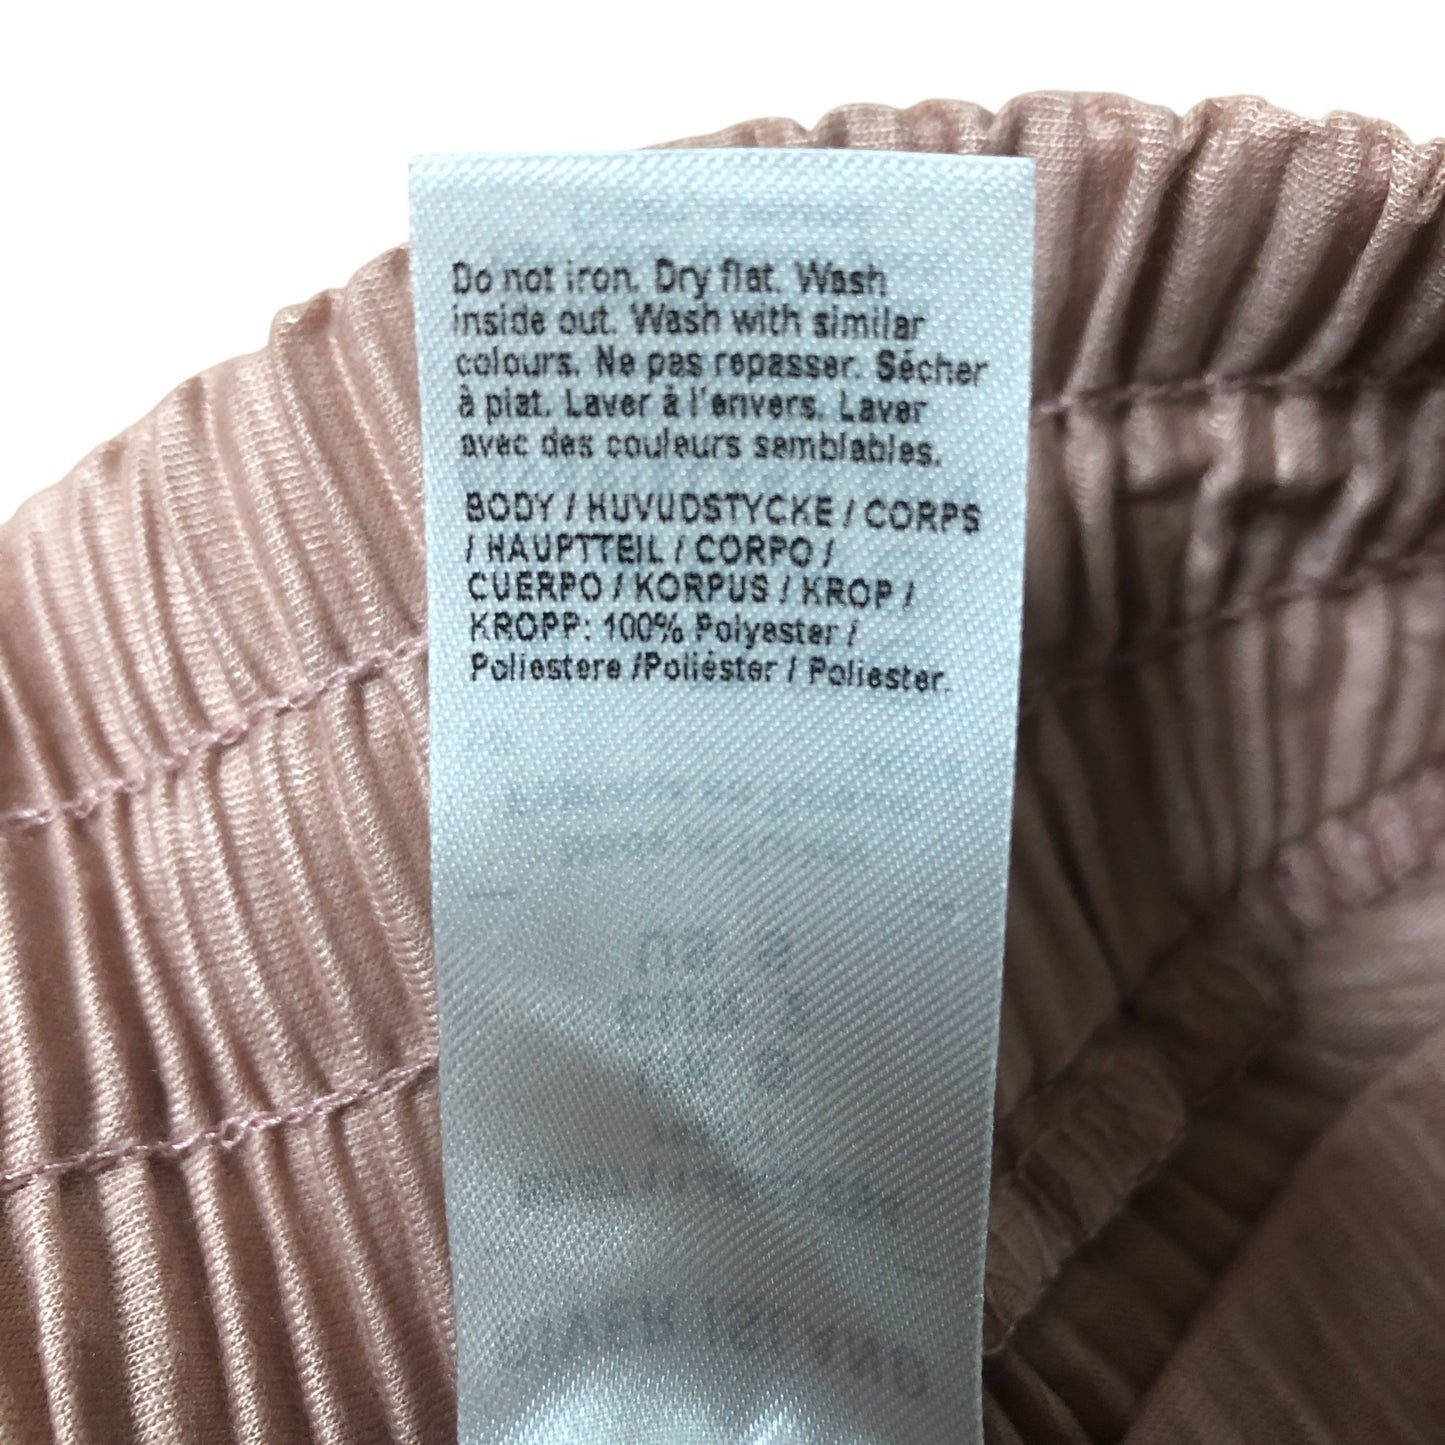 Do not iron. Dry flat. Wash
inside out. Wash with similar
colours. Ne pas repasser. Sécher
à plat. Laver à l'envers. Laver
avec des couleurs semblables.
BODY / HUVUDSTYCKE / CORPS
/ HAUPTTEIL / CORPO /
CUERPO / KORPUS / KROP /
KROPP: 100% Polyester /
Poliestere /Poliéster / Poliester.